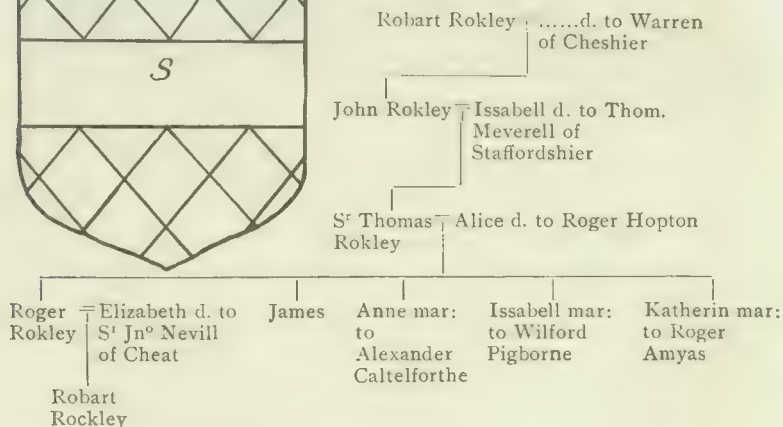 Robart Rokley ......d. to Warren
of Cheshier
S
John Rokley Issabell d. to Thom.
Meverell of
Staffordshier
Sʳ Thomas Alice d. to Roger Hopton
Rokley
Roger Elizabeth d. to
Rokley Sʳ Jnº Nevill
of Cheat
James
Anne mar:
to
Alexander
Caltelforthe
Issabell mar:
to Wilford
Pigborne
Katherin mar:
to Roger
Amyas
Robart
Rockley